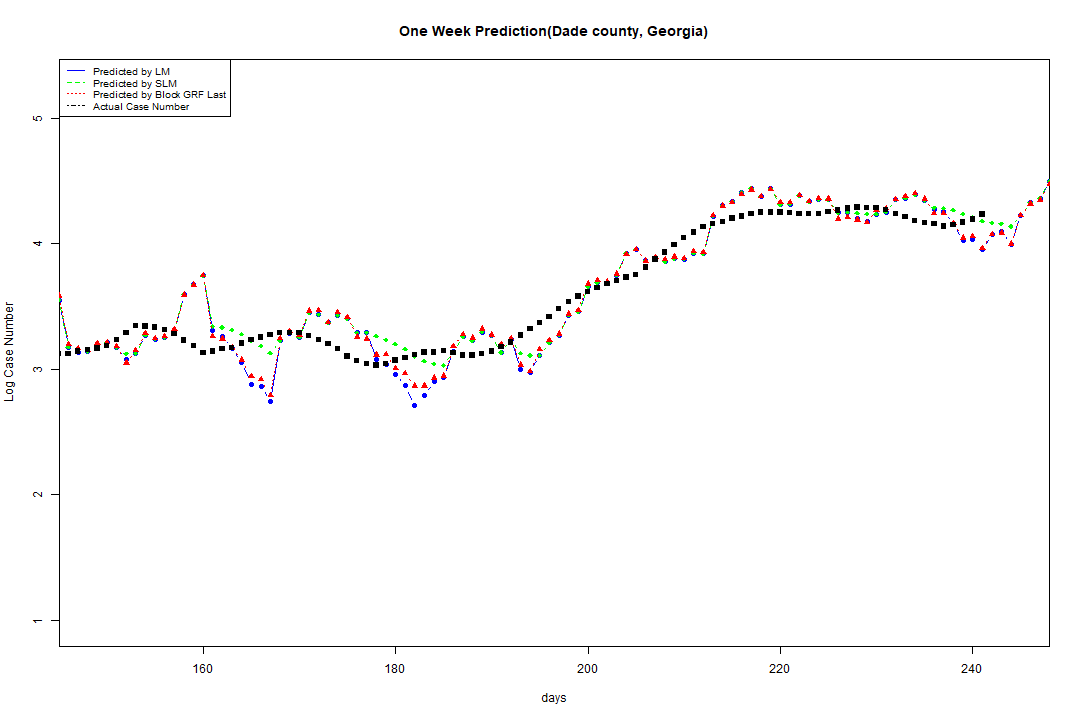 One Week Prediction(Dade county, Georgia)
Predicted by LM
Predicted by SLM
Predicted by Block GRF Last
Actual Case Number
5
4
3
2
1
Log Case Number
160 180 200 220 240
days